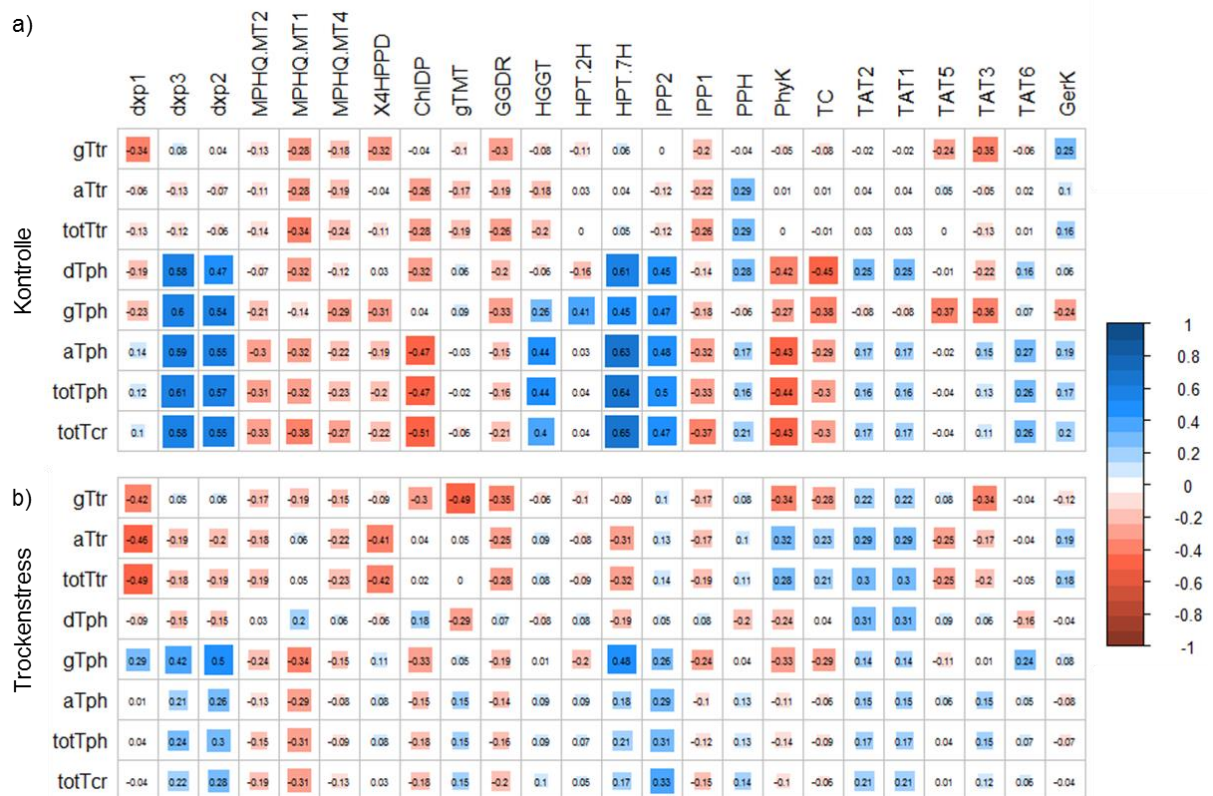 a)
dxp1 dxp3 dxp2 MPHQ.MT2 MPHQ.MT1 MPHQ.MT4 X4HPPD ChlDP gTMT GGDR HGGT HPT.2H HPT.7H IPP2 IPP1 PPH PhyK TC TAT2 TAT1 TAT5 TAT3 TAT6 GerK
Kontrolle
gTtr -0.34 0.08 0.04 -0.13 -0.28 -0.18 -0.32 -0.04 -0.1 -0.3 -0.08 -0.11 0.06 0 -0.2 -0.04 -0.05 -0.08 -0.02 -0.02 -0.24 -0.35 -0.06 0.25
aTtr -0.06 -0.13 -0.07 -0.11 -0.28 -0.19 -0.04 -0.26 -0.17 -0.19 -0.18 0.03 0.04 -0.12 -0.22 0.29 0.01 0.01 0.04 0.04 0.05 -0.05 0.02 0.1
totTtr -0.13 -0.12 -0.06 -0.14 -0.34 -0.24 -0.11 -0.28 -0.19 -0.26 -0.2 0 0.05 -0.12 -0.26 0.29 0 -0.01 0.03 0.03 0 -0.13 0.01 0.16
dTph -0.19 0.58 0.47 -0.07 -0.32 -0.12 0.03 -0.32 0.06 -0.2 -0.06 -0.16 0.61 0.45 -0.14 0.28 -0.42 -0.45 0.25 0.25 -0.01 -0.22 0.16 0.06
gTph -0.23 0.6 0.54 -0.21 -0.14 -0.29 -0.31 0.04 0.09 -0.33 0.26 0.41 0.45 0.47 -0.18 -0.06 -0.27 -0.38 -0.08 -0.08 -0.37 -0.36 0.07 -0.24
aTph 0.14 0.59 0.55 -0.3 -0.32 -0.22 -0.19 -0.47 -0.03 -0.15 0.44 0.03 0.63 0.48 -0.32 0.17 -0.43 -0.29 0.17 0.17 -0.02 0.15 0.27 0.19
totTph 0.12 0.61 0.57 -0.31 -0.32 -0.23 -0.2 -0.47 -0.02 -0.16 0.44 0.04 0.64 0.5 -0.33 0.16 -0.44 -0.3 0.16 0.16 -0.04 0.13 0.26 0.17
totTcr 0.1 0.58 0.55 -0.33 -0.38 -0.27 -0.22 -0.51 -0.06 -0.21 0.4 0.04 0.65 0.47 -0.37 0.21 -0.43 -0.3 0.17 0.17 -0.04 0.11 0.26 0.2
b)
Trockenstress
gTtr -0.42 0.05 0.06 -0.17 -0.19 -0.15 -0.09 -0.3 -0.49 -0.35 -0.06 -0.1 -0.09 0.1 -0.17 0.08 -0.34 -0.28 0.22 0.22 0.08 -0.34 -0.04 -0.12
aTtr -0.46 -0.19 -0.2 -0.18 0.06 -0.22 -0.41 0.04 0.05 -0.25 0.09 -0.08 -0.31 0.13 -0.17 0.1 0.32 0.23 0.29 0.29 -0.25 -0.17 -0.04 0.19
totTtr -0.49 -0.18 -0.19 -0.19 0.05 -0.23 -0.42 0.02 0 -0.28 0.08 -0.09 -0.32 0.14 -0.19 0.11 0.28 0.21 0.3 0.3 -0.25 -0.2 -0.05 0.18
dTph -0.09 -0.15 -0.15 0.03 0.2 0.06 -0.06 0.18 -0.29 0.07 -0.08 0.08 -0.19 0.05 0.08 -0.2 -0.24 0.04 0.31 0.31 0.09 0.06 -0.16 -0.04
gTph 0.29 0.42 0.5 -0.24 -0.34 -0.15 0.11 -0.33 0.05 -0.19 0.01 -0.2 0.48 0.26 -0.24 0.04 -0.33 -0.29 0.14 0.14 -0.11 0.01 0.24 0.08
aTph 0.01 0.21 0.26 -0.13 -0.29 -0.08 0.08 -0.15 0.15 -0.14 0.09 0.09 0.18 0.29 -0.1 0.13 -0.11 -0.06 0.15 0.15 0.06 0.15 0.05 -0.08
totTph 0.04 0.24 0.3 -0.15 -0.31 -0.09 0.08 -0.18 0.15 -0.16 0.09 0.07 0.21 0.31 -0.12 0.13 -0.14 -0.09 0.17 0.17 0.04 0.15 0.07 -0.07
totTcr -0.04 0.22 0.28 -0.19 -0.31 -0.13 0.03 -0.18 0.15 -0.2 0.1 0.05 0.17 0.33 -0.15 0.14 -0.1 -0.06 0.21 0.21 0.01 0.12 0.06 -0.04
1
0.8
0.6
0.4
0.2
0
-0.2
-0.4
-0.6
-0.8
-1